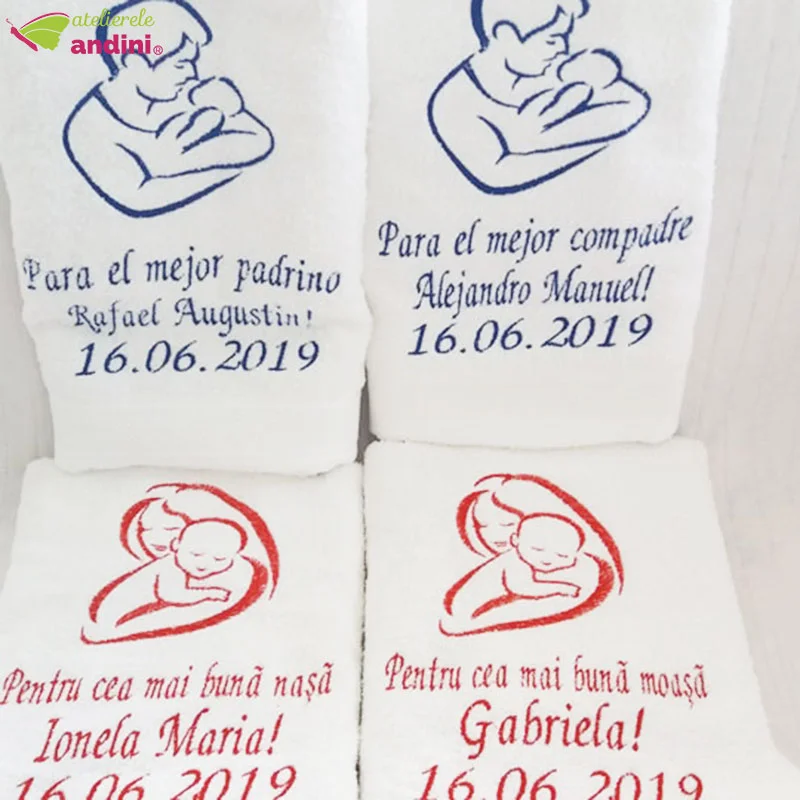 atelierele
andini®
Para el mejor padrino
Rafael Augustin!
16.06.2019
Para el mejor compadre
Alejandro Manuel!
16.06.2019
Pentru cea mai bună nașă
Ionela Maria!
16.06.2019
Pentru cea mai bună moașă
Gabriela!
16.06.2019